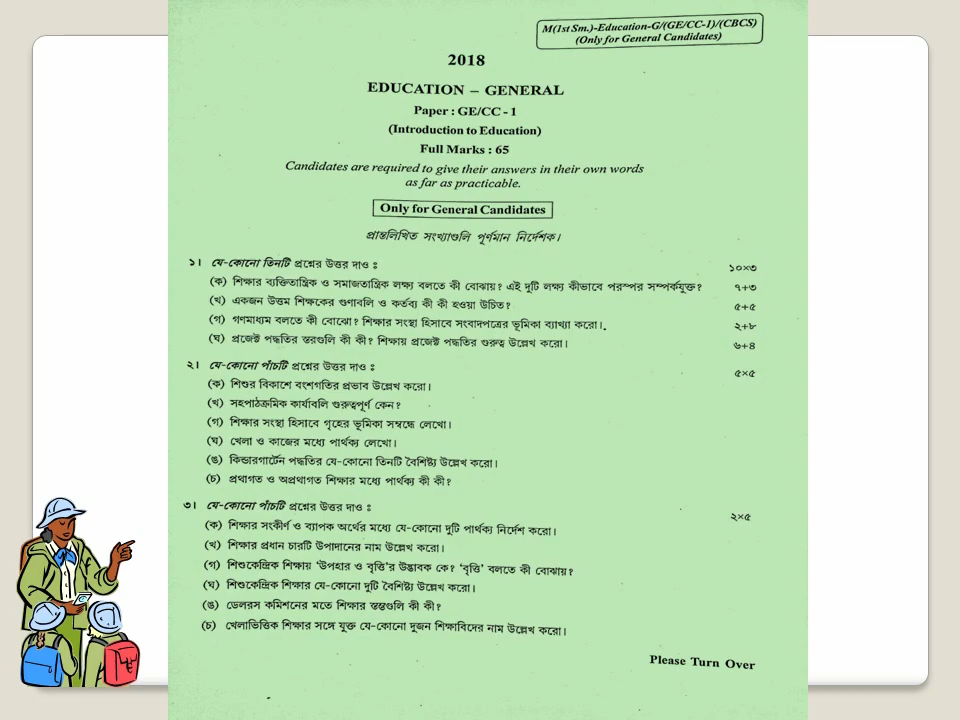 M(1st Sm.)-Education-G/(GE/CC-1)/(CBCS)
(Only for General Candidates)
2018
EDUCATION – GENERAL
Paper : GE/CC - 1
(Introduction to Education)
Full Marks : 65
Candidates are required to give their answers in their own words
as far as practicable.
Only for General Candidates
প্রান্তলিখিত সংখ্যাগুলি পূর্ণমান নির্দেশক।
১। যে-কোনো তিনটি প্রশ্নের উত্তর দাও : ১০×৩
(ক) শিক্ষার ব্যক্তিতান্ত্রিক ও সমাজতান্ত্রিক লক্ষ্য বলতে কী বোঝায়? এই দুটি লক্ষ্য কীভাবে পরস্পর সম্পর্কযুক্ত? ৭+৩
(খ) একজন উত্তম শিক্ষকের গুণাবলি ও কর্তব্য কী কী হওয়া উচিত? ৫+৫
(গ) গণমাধ্যম বলতে কী বোঝো? শিক্ষার সংস্থা হিসাবে সংবাদপত্রের ভূমিকা ব্যাখ্যা করো। ২+৮
(ঘ) প্রজেক্ট পদ্ধতির স্তরগুলি কী কী? শিক্ষায় প্রজেক্ট পদ্ধতির গুরুত্ব উল্লেখ করো। ৬+৪
২। যে-কোনো পাঁচটি প্রশ্নের উত্তর দাও : ৫×৫
(ক) শিশুর বিকাশে বংশগতির প্রভাব উল্লেখ করো।
(খ) সহপাঠক্রমিক কার্যাবলি গুরুত্বপূর্ণ কেন?
(গ) শিক্ষার সংস্থা হিসাবে গৃহের ভূমিকা সম্বন্ধে লেখো।
(ঘ) খেলা ও কাজের মধ্যে পার্থক্য লেখো।
(ঙ) কিন্ডারগার্টেন পদ্ধতির যে-কোনো তিনটি বৈশিষ্ট্য উল্লেখ করো।
(চ) প্রথাগত ও অপ্রথাগত শিক্ষার মধ্যে পার্থক্য কী কী?
৩। যে-কোনো পাঁচটি প্রশ্নের উত্তর দাও : ২×৫
(ক) শিক্ষার সংকীর্ণ ও ব্যাপক অর্থের মধ্যে যে-কোনো দুটি পার্থক্য নির্দেশ করো।
(খ) শিক্ষার প্রধান চারটি উপাদানের নাম উল্লেখ করো।
(গ) শিশুকেন্দ্রিক শিক্ষায় ‘উপহার ও বৃত্তি’র উদ্ভাবক কে? ‘বৃত্তি’ বলতে কী বোঝায়?
(ঘ) শিশুকেন্দ্রিক শিক্ষার যে-কোনো দুটি বৈশিষ্ট্য উল্লেখ করো।
(ঙ) ডেলরস কমিশনের মতে শিক্ষার স্তম্ভগুলি কী কী?
(চ) খেলাভিত্তিক শিক্ষার সঙ্গে যুক্ত যে-কোনো দুজন শিক্ষাবিদের নাম উল্লেখ করো।
Please Turn Over